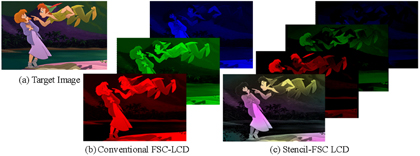 (a) Target Image
(b) Conventional FSC-LCD
(c) Stencil-FSC LCD